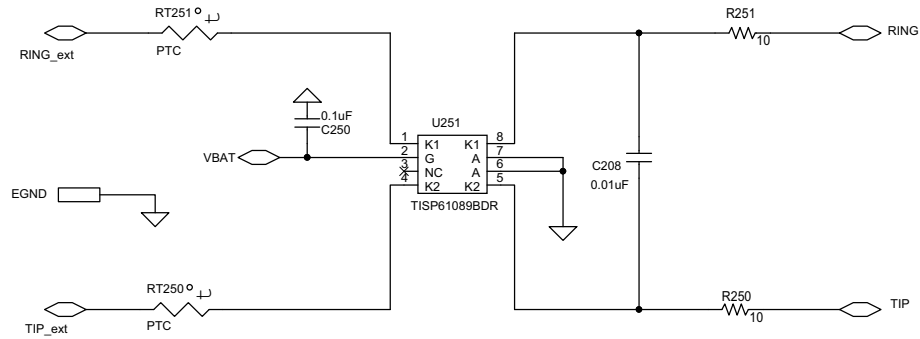 RT251
R251
RING_ext
PTC
10
RING
0.1uF
C250
U251
VBAT
1
K1
K1
8
2
G
A
7
3
NC
A
6
4
K2
K2
5
TISP61089BDR
C208
0.01uF
EGND
RT250
R250
TIP_ext
PTC
10
TIP